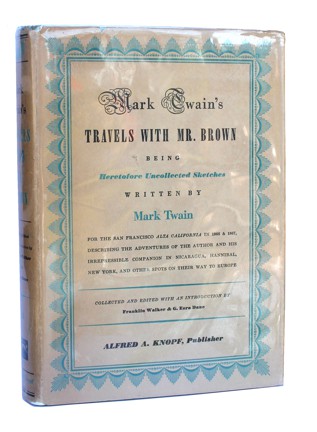 Mark Twain's
TRAVELS WITH MR. BROWN
BEING
Heretofore Uncollected Sketches
WRITTEN BY
Mark Twain
FOR THE SAN FRANCISCO ALTA CALIFORNIA IN 1866 & 1867,
DESCRIBING THE ADVENTURES OF THE AUTHOR AND HIS
IRREPRESSIBLE COMPANION IN NICARAGUA, HANNIBAL,
NEW YORK, AND OTHER SPOTS ON THEIR WAY TO EUROPE
COLLECTED AND EDITED WITH AN INTRODUCTION BY
Franklin Walker & G. Ezra Dane
ALFRED A. KNOPF, Publisher